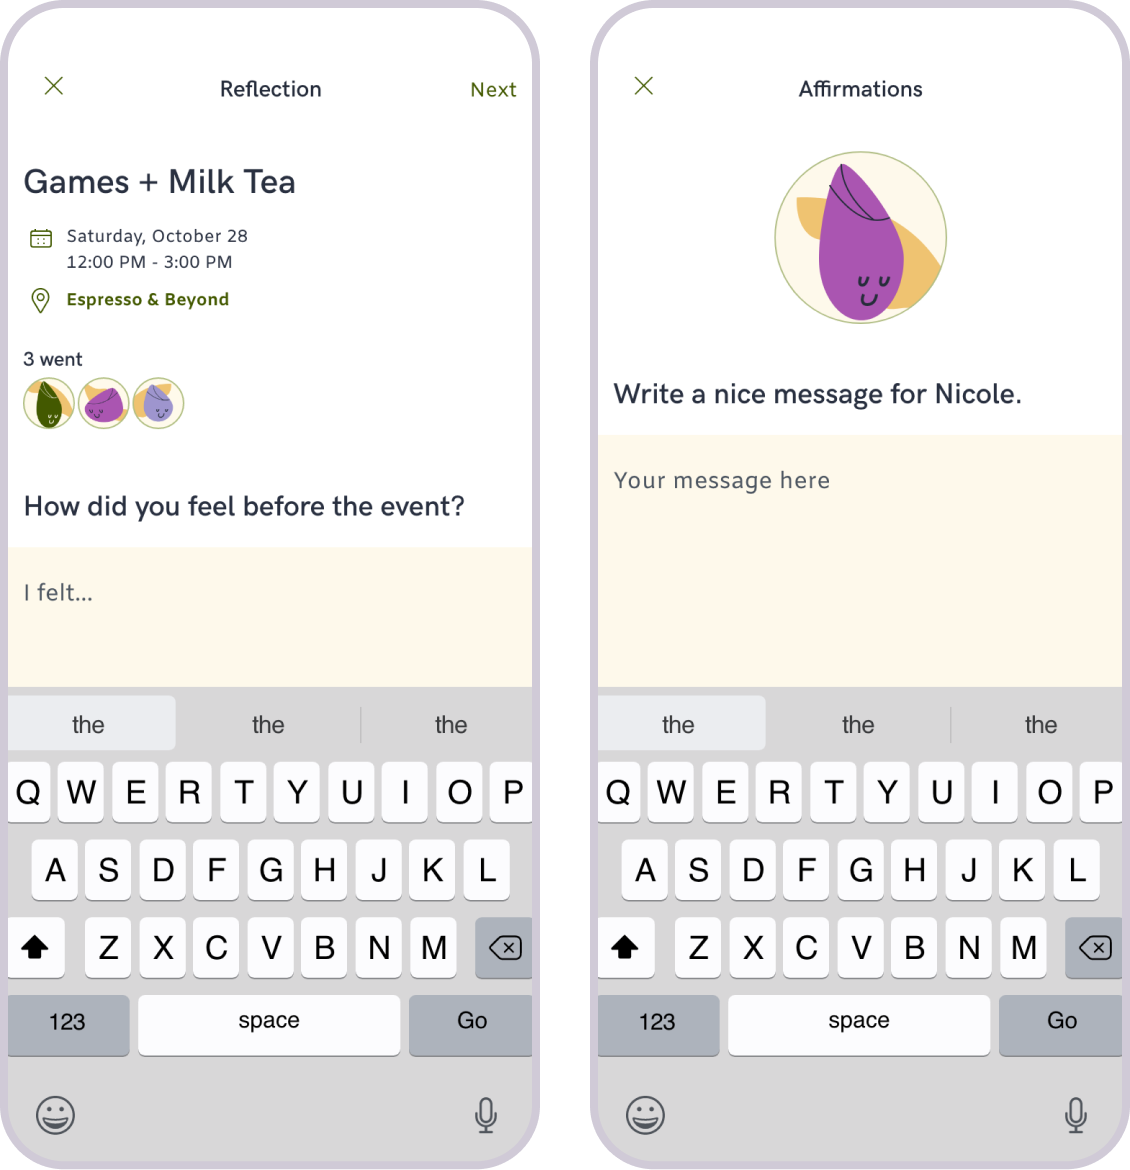 Reflection
Next
Games + Milk Tea
Saturday, October 28
12:00 PM - 3:00 PM
Espresso & Beyond
3 went
How did you feel before the event?
I felt...
the the the
Q W E R T Y U I O P
A S D F G H J K L
Z X C V B N M
123 space Go
Affirmations
Write a nice message for Nicole.
Your message here
the the the
Q W E R T Y U I O P
A S D F G H J K L
Z X C V B N M
123 space Go